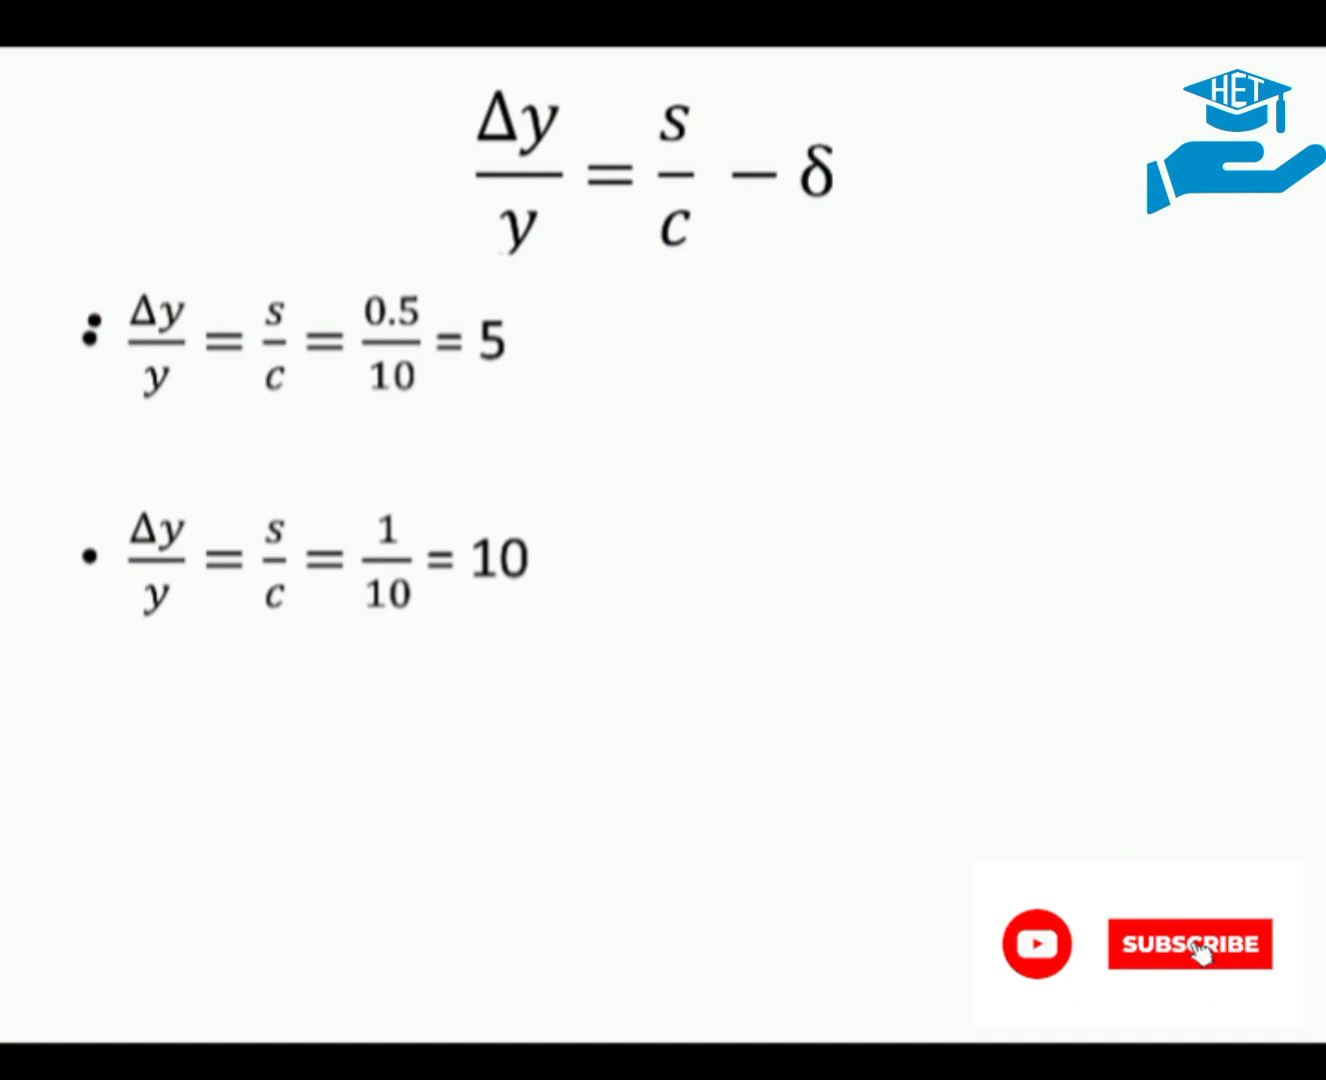 HET
Δy/y = s/c − δ
• Δy/y = s/c = 0.5/10 = 5
• Δy/y = s/c = 1/10 = 10
SUBSCRIBE